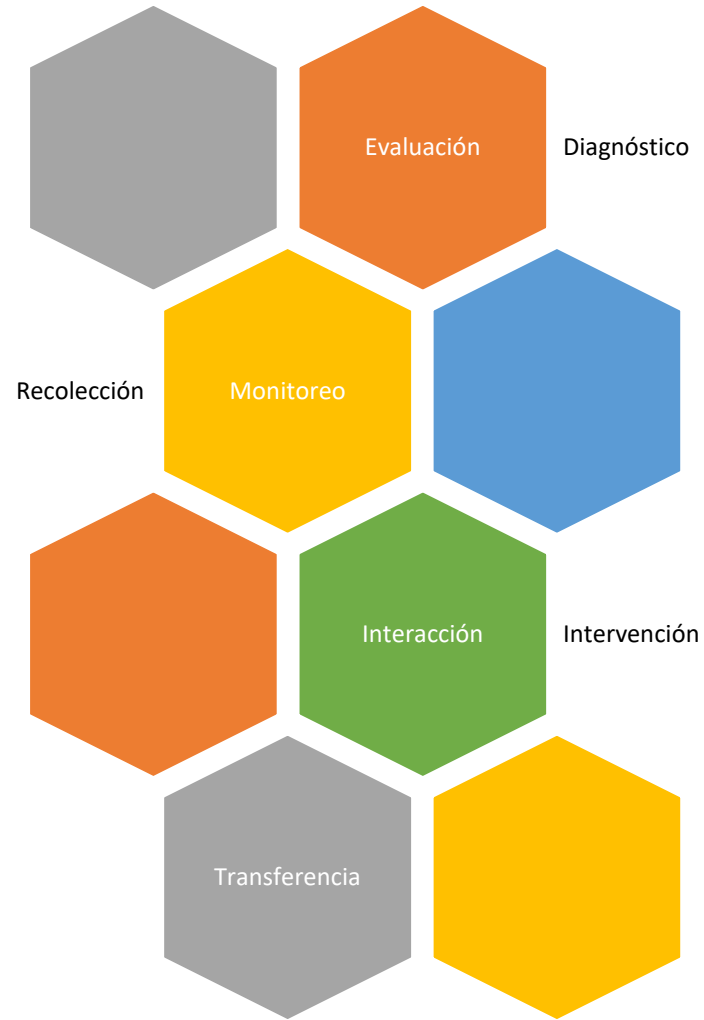 Evaluación
Diagnóstico
Recolección
Monitoreo
Interacción
Intervención
Transferencia